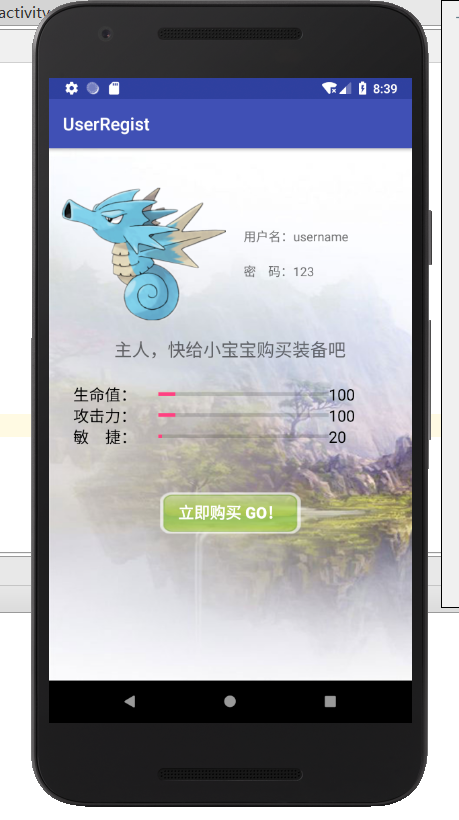 activity
8:39
UserRegist
用户名：username
密　码：123
主人，快给小宝宝购买装备吧
生命值：100
攻击力：100
敏　捷：20
立即购买 GO!